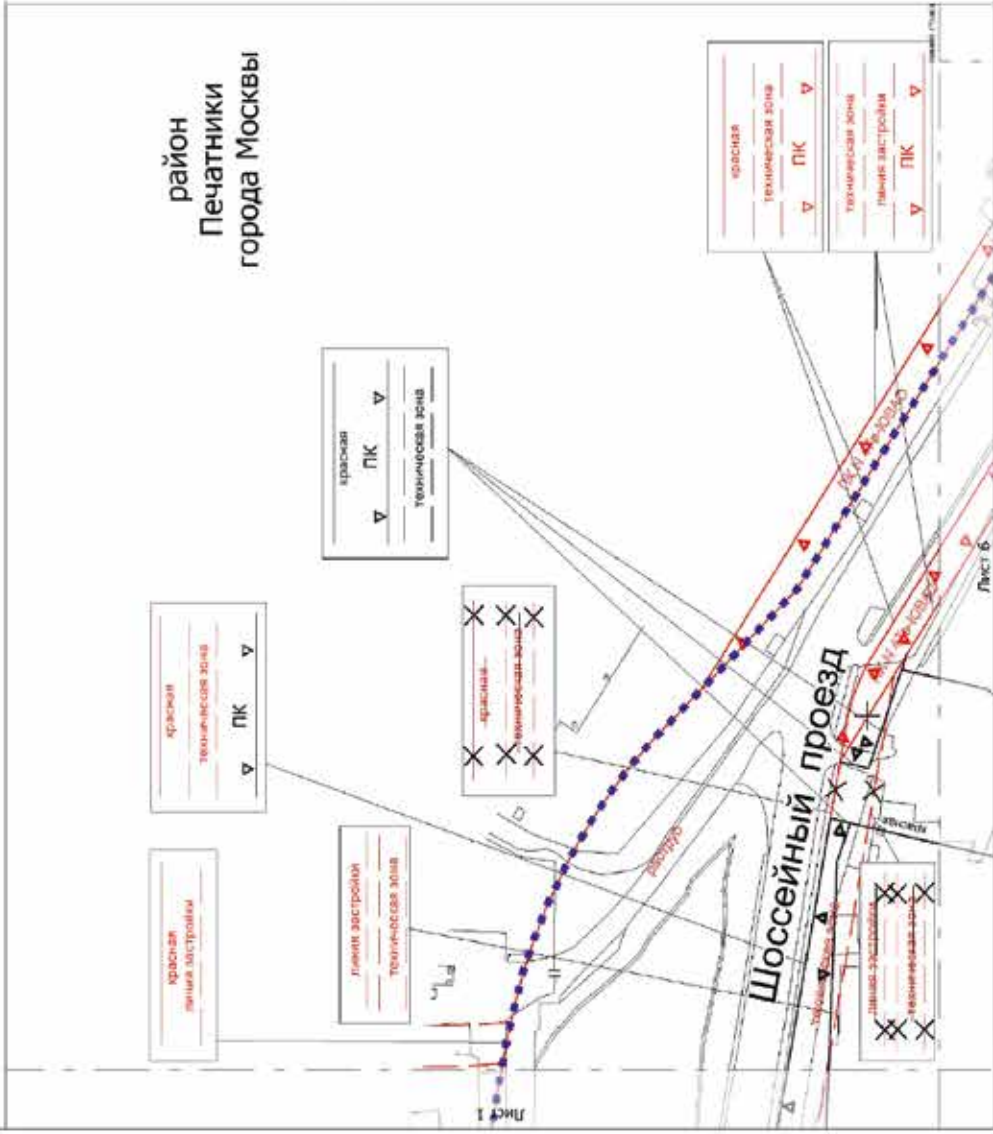 район
Печатники
города Москвы
красная
техническая зона
ПК
техническая зона
линия застройки
ПК
красная
ПК
техническая зона
красная
техническая зона
ПК
красная
техническая зона
красная
линия застройки
линия застройки
техническая зона
раструб
Шоссейный проезд
красная
линия застройки
техническая зона
Лист 1
Лист 6